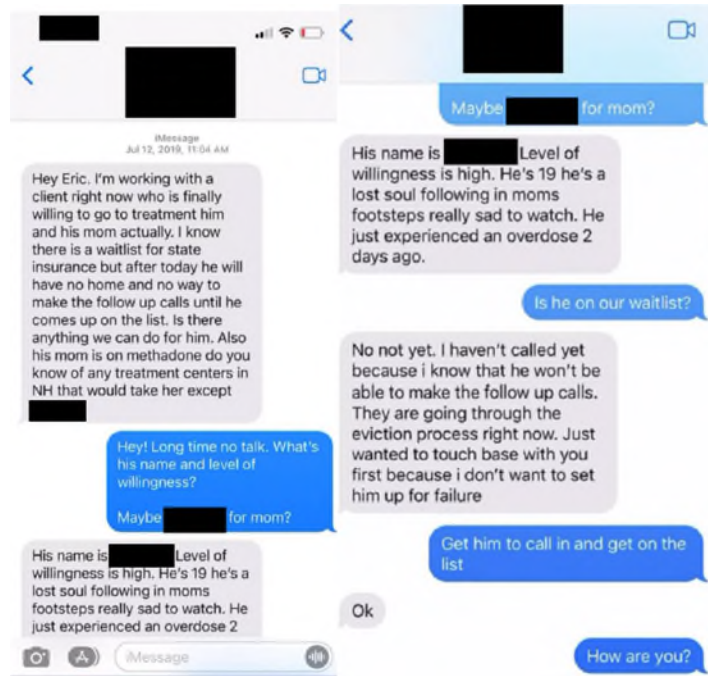 iMessage
Jul 12, 2019, 11:04 AM
Hey Eric. I'm working with a
client right now who is finally
willing to go to treatment him
and his mom actually. I know
there is a waitlist for state
insurance but after today he will
have no home and no way to
make the follow up calls until he
comes up on the list. Is there
anything we can do for him. Also
his mom is on methadone do you
know of any treatment centers in
NH that would take her except
Hey! Long time no talk. What's
his name and level of
willingness?
Maybe for mom?
His name is Level of
willingness is high. He's 19 he's a
lost soul following in moms
footsteps really sad to watch. He
just experienced an overdose 2
iMessage
Maybe for mom?
His name is Level of
willingness is high. He's 19 he's a
lost soul following in moms
footsteps really sad to watch. He
just experienced an overdose 2
days ago.
Is he on our waitlist?
No not yet. I haven't called yet
because i know that he won't be
able to make the follow up calls.
They are going through the
eviction process right now. Just
wanted to touch base with you
first because i don't want to set
him up for failure
Get him to call in and get on the
list
Ok
How are you?